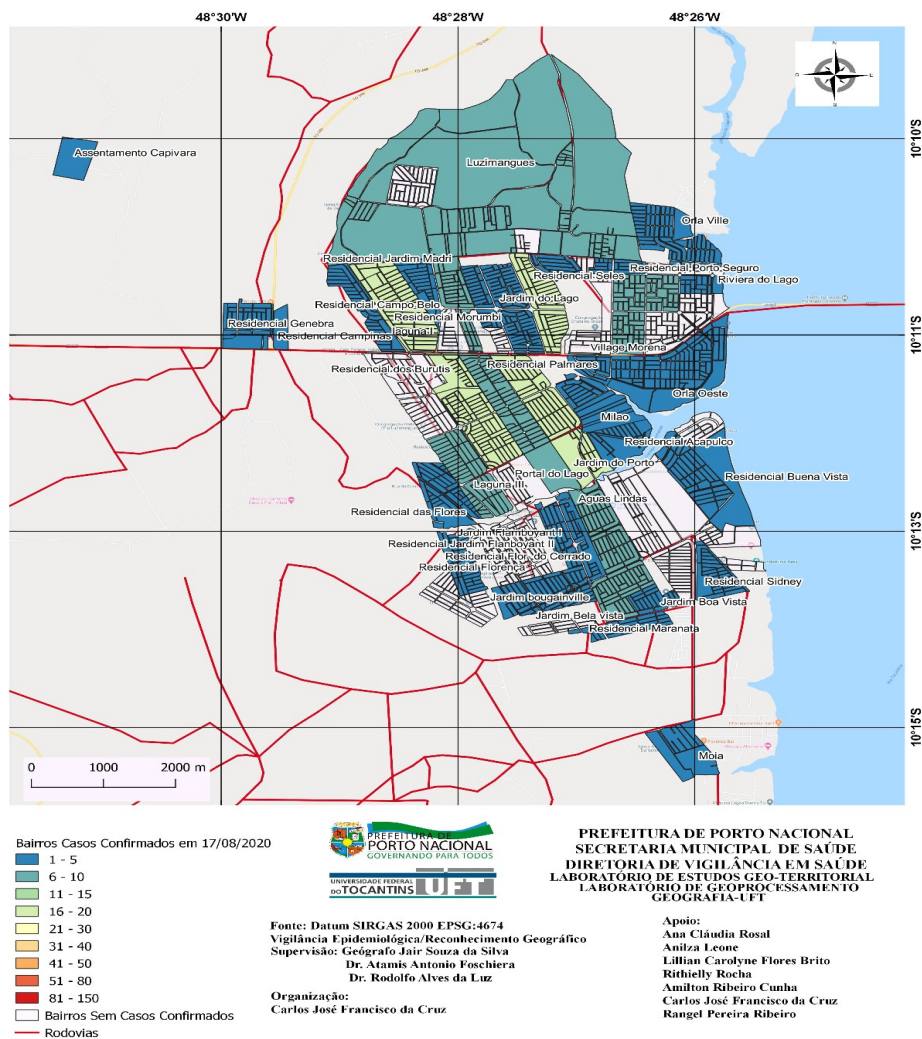 48°30'W 48°28'W 48°26'W
10°10'S
10°11'S
10°13'S
10°15'S
Assentamento Capivara
Luzimangues
Orla Ville
Residencial Jardim Madri
Residencial Porto Seguro
Residencial Seles
Riviera do Lago
Jardim do Lago
Residencial Campo Belo
Residencial Morumbi
Residencial Genebra
laguna I
Residencial Campinas
Village Morena
Residencial Palmares
Residencial dos Buritis
Orla Oeste
Milao
Residencial Acapulco
Jardim do Porto
Portal do Lago
Residencial Buena Vista
Laguna III
Aguas Lindas
Residencial das Flores
Jardim Flamboyant I
Residencial Jardim Flanboyant II
Residencial Flor do Cerrado
Residencial Florença
Residencial Sidney
Jardim bougainville
Jardim Boa Vista
Jardim Bela vista
Residencial Maranata
Moia
0 1000 2000 m
Bairros Casos Confirmados em 17/08/2020
1 - 5
6 - 10
11 - 15
16 - 20
21 - 30
31 - 40
41 - 50
51 - 80
81 - 150
Bairros Sem Casos Confirmados
Rodovias
PREFEITURA DE
PORTO NACIONAL
GOVERNANDO PARA TODOS
UNIVERSIDADE FEDERAL
DO TOCANTINS UFT
Fonte: Datum SIRGAS 2000 EPSG:4674
Vigilância Epidemiológica/Reconhecimento Geográfico
Supervisão: Geógrafo Jair Souza da Silva
Dr. Atamis Antonio Foschiera
Dr. Rodolfo Alves da Luz
Organização:
Carlos José Francisco da Cruz
PREFEITURA DE PORTO NACIONAL
SECRETARIA MUNICIPAL DE SAÚDE
DIRETORIA DE VIGILÂNCIA EM SAÚDE
LABORATÓRIO DE ESTUDOS GEO-TERRITORIAL
LABORATÓRIO DE GEOPROCESSAMENTO
GEOGRAFIA-UFT
Apoio:
Ana Cláudia Rosal
Anilza Leone
Lillian Carolyne Flores Brito
Rithielly Rocha
Amilton Ribeiro Cunha
Carlos José Francisco da Cruz
Rangel Pereira Ribeiro